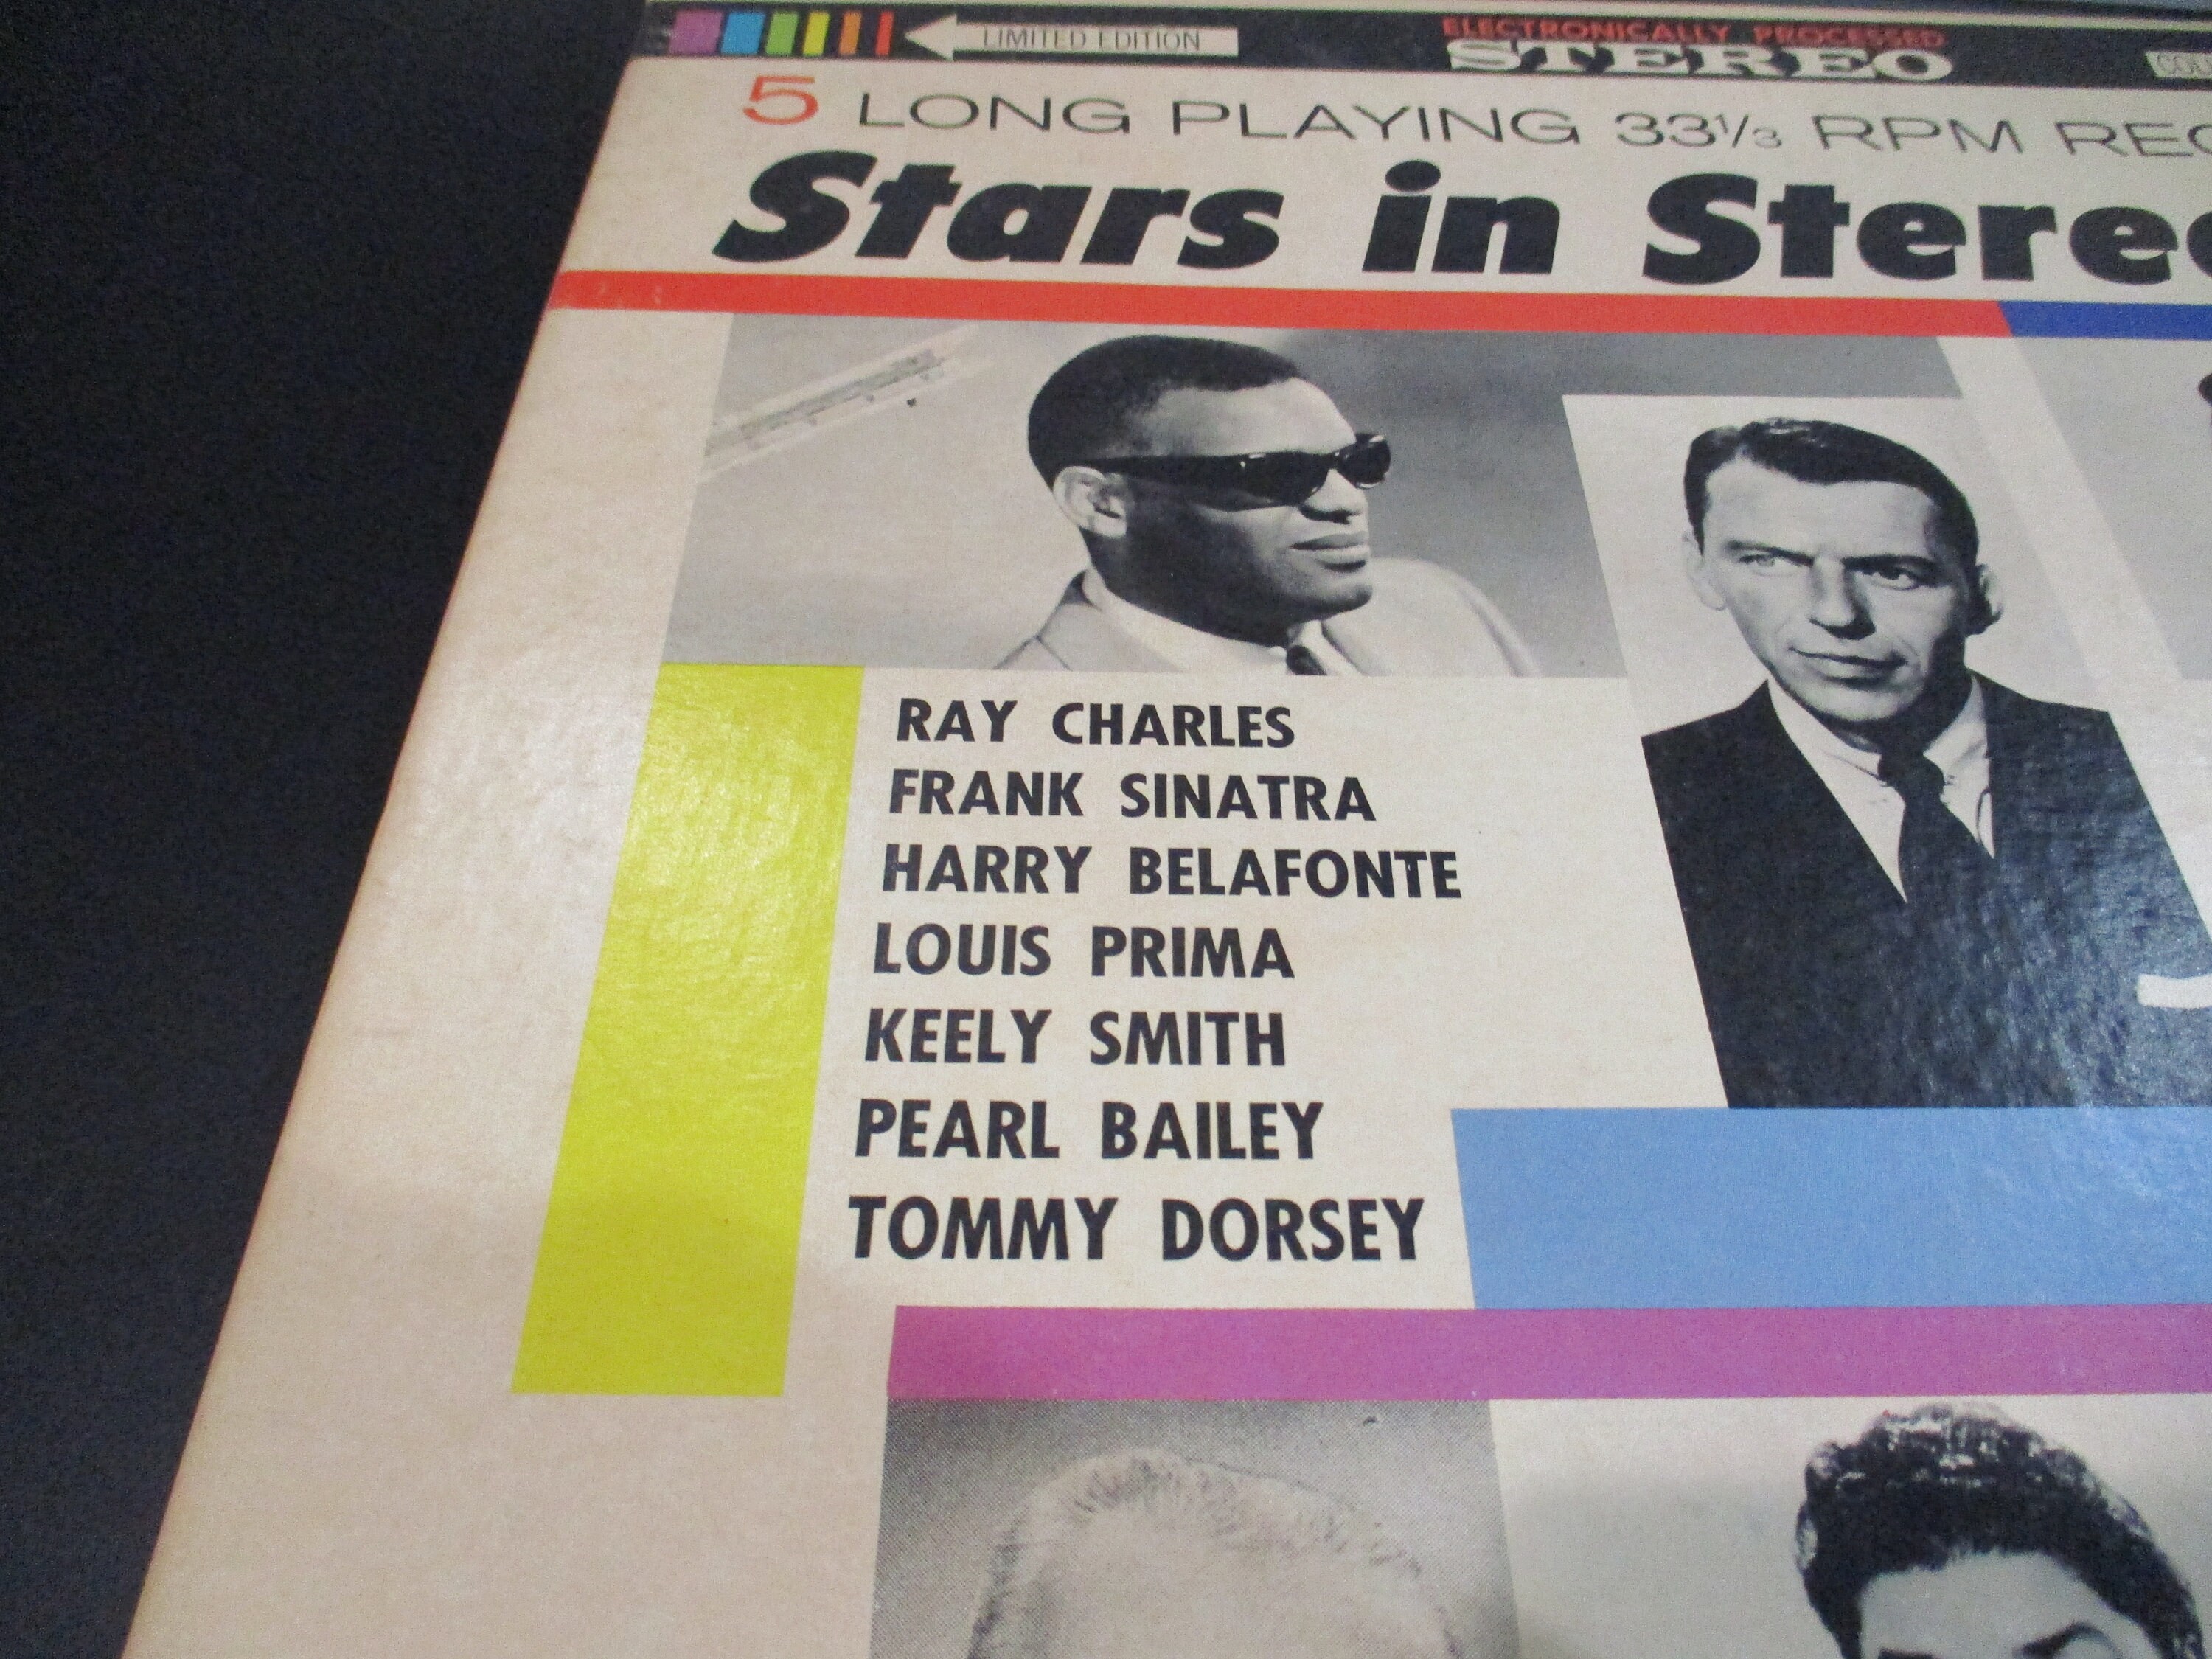 LIMITED EDITION
ELECTRONICALLY PROCESSED
STEREO
5 LONG PLAYING 33⅓ RPM
Stars in Stereo
RAY CHARLES
FRANK SINATRA
HARRY BELAFONTE
LOUIS PRIMA
KEELY SMITH
PEARL BAILEY
TOMMY DORSEY